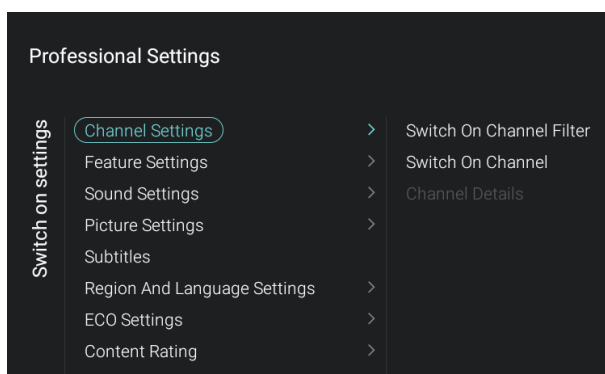 Professional Settings
Switch on settings
Channel Settings
Feature Settings
Sound Settings
Picture Settings
Subtitles
Region And Language Settings
ECO Settings
Content Rating
Switch On Channel Filter
Switch On Channel
Channel Details